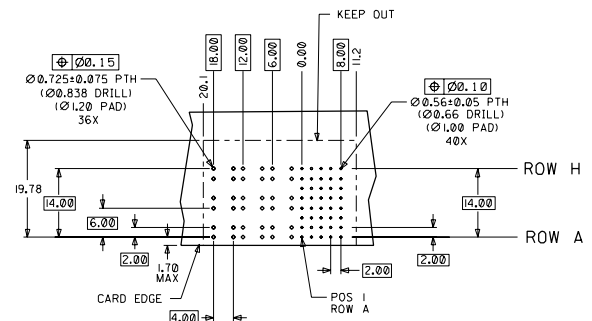 KEEP OUT
⌖ Ø0.15
Ø0.725±0.075 PTH
(Ø0.838 DRILL)
(Ø1.20 PAD)
36X
20.1
18.00
12.00
6.00
0.00
8.00
11.2
⌖ Ø0.10
Ø0.56±0.05 PTH
(Ø0.66 DRILL)
(Ø1.00 PAD)
40X
ROW H
19.78
14.00
6.00
2.00
1.70
MAX
14.00
ROW A
2.00
2.00
CARD EDGE
POS 1
ROW A
4.00